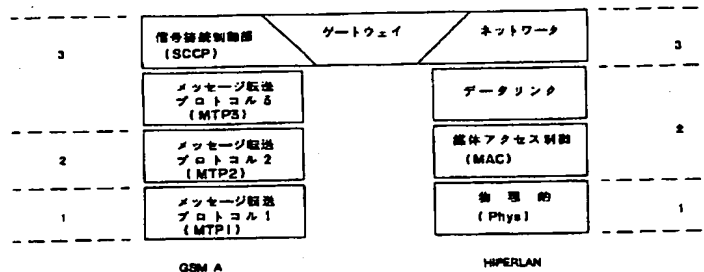 信号接続制御部
(SCCP)
ゲートウェイ
ネットワーク
3
3
メッセージ転送
プロトコル3
(MTP3)
データリンク
2
メッセージ転送
プロトコル2
(MTP2)
媒体アクセス制御
(MAC)
2
メッセージ転送
プロトコル1
(MTP1)
物理的
(Phys)
1
1
GSM A
HIPERLAN